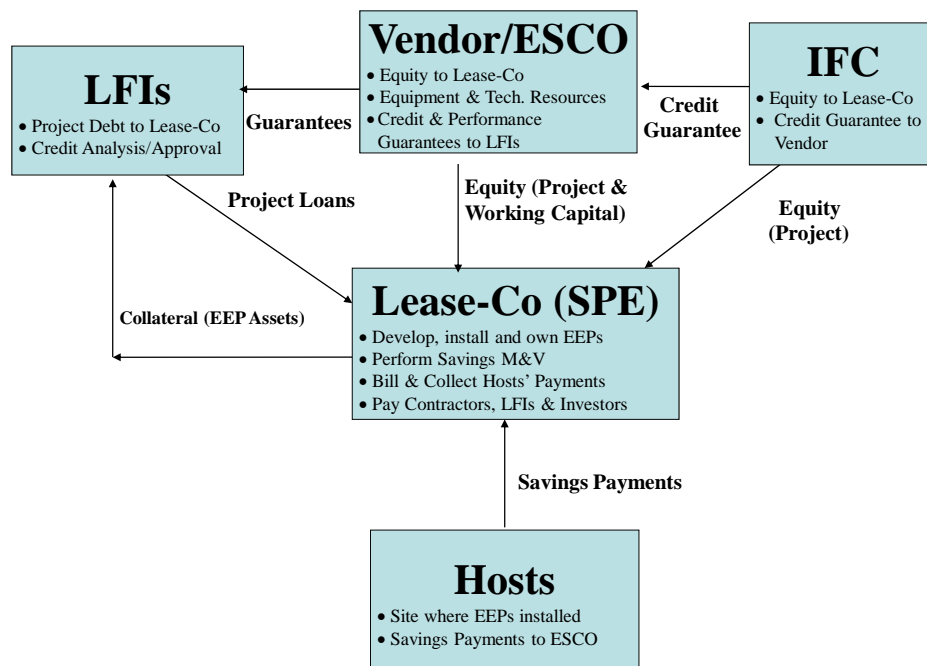 Vendor/ESCO
• Equity to Lease-Co
• Equipment & Tech. Resources
• Credit & Performance
Guarantees to LFIs
IFC
• Equity to Lease-Co
• Credit Guarantee to
Vendor
LFIs
• Project Debt to Lease-Co
• Credit Analysis/Approval
Guarantees
Credit
Guarantee
Project Loans
Equity (Project &
Working Capital)
Equity
(Project)
Collateral (EEP Assets)
Lease-Co (SPE)
• Develop, install and own EEPs
• Perform Savings M&V
• Bill & Collect Hosts' Payments
• Pay Contractors, LFIs & Investors
Savings Payments
Hosts
• Site where EEPs installed
• Savings Payments to ESCO